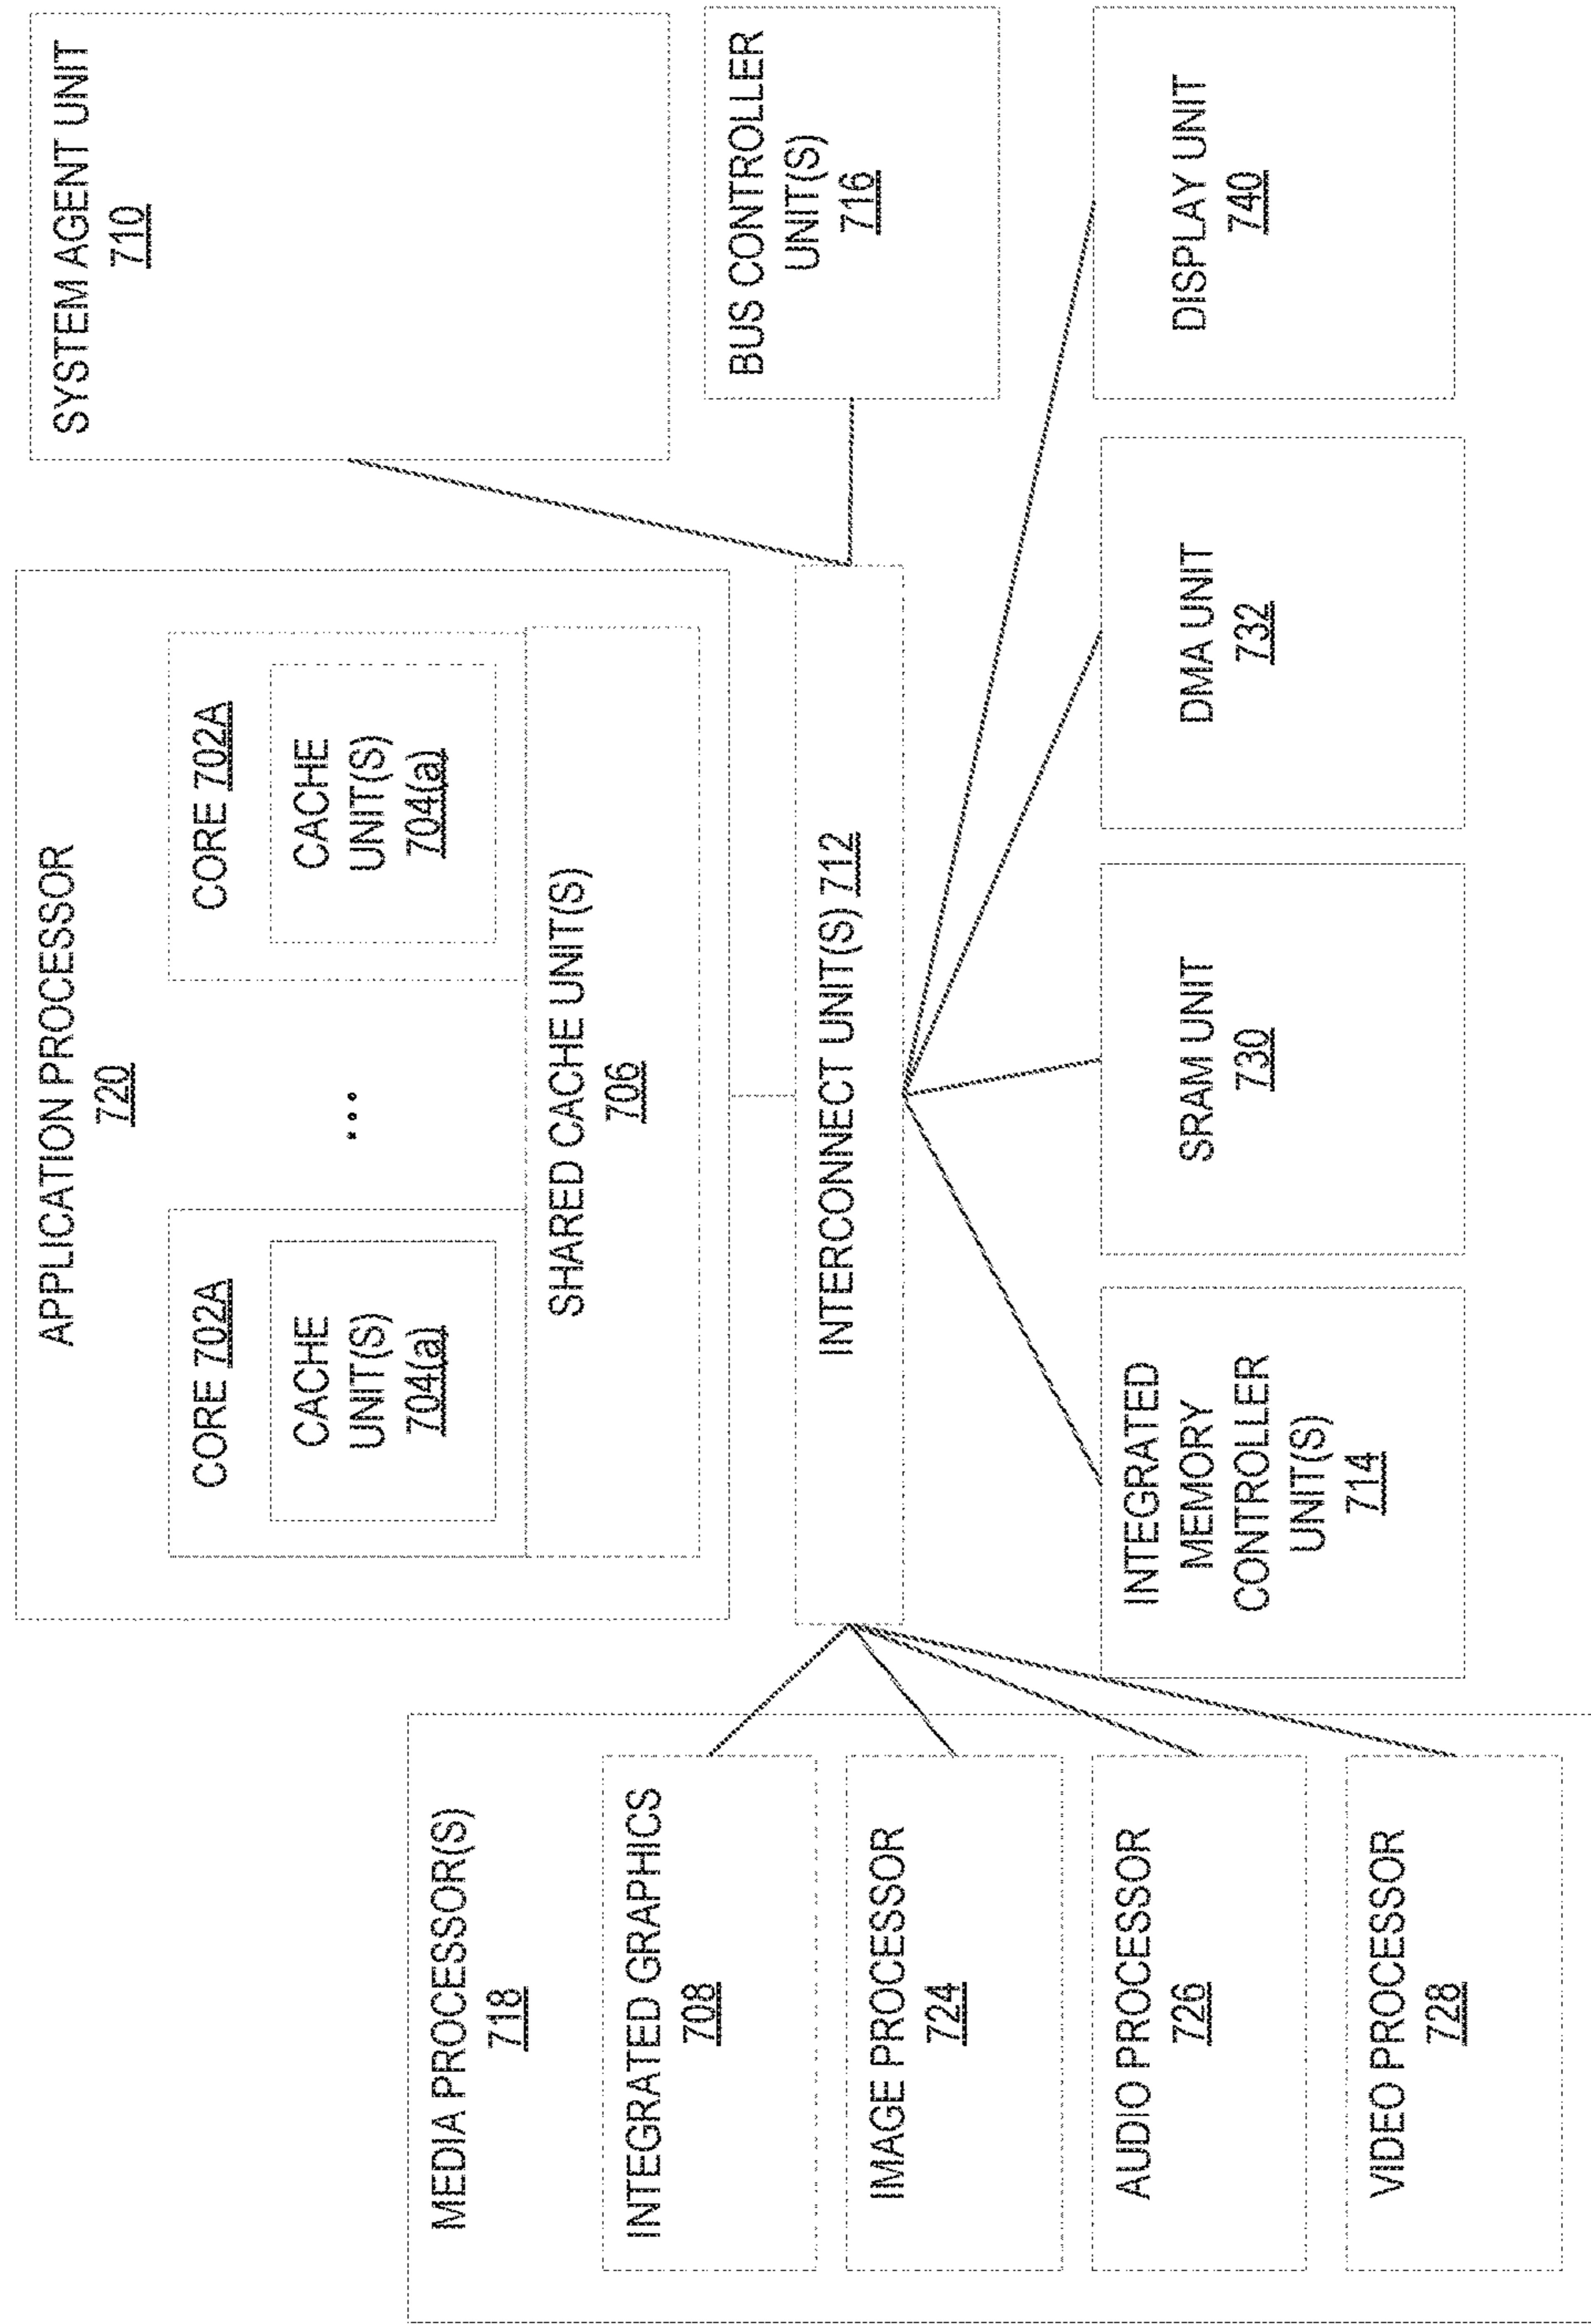 APPLICATION PROCESSOR
720
CORE 702A
CACHE
UNIT(S)
704(a)
...
CORE 702A
CACHE
UNIT(S)
704(a)
SHARED CACHE UNIT(S)
706
SYSTEM AGENT UNIT
710
MEDIA PROCESSOR(S)
718
INTEGRATED GRAPHICS
708
IMAGE PROCESSOR
724
AUDIO PROCESSOR
726
VIDEO PROCESSOR
728
INTERCONNECT UNIT(S) 712
BUS CONTROLLER
UNIT(S)
716
INTEGRATED
MEMORY
CONTROLLER
UNIT(S)
714
SRAM UNIT
730
DMA UNIT
732
DISPLAY UNIT
740